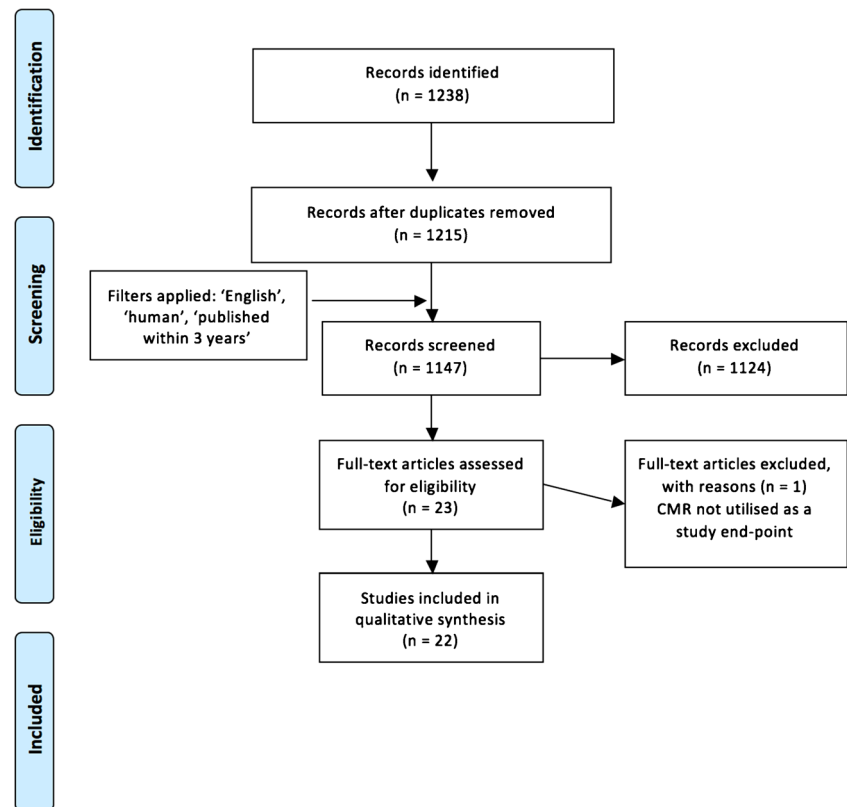 Identification
Records identified
(n = 1238)
Records after duplicates removed
(n = 1215)
Screening
Filters applied: ‘English’,
‘human’, ‘published
within 3 years’
Records screened
(n = 1147)
Records excluded
(n = 1124)
Eligibility
Full-text articles assessed
for eligibility
(n = 23)
Full-text articles excluded,
with reasons (n = 1)
CMR not utilised as a
study end-point
Included
Studies included in
qualitative synthesis
(n = 22)